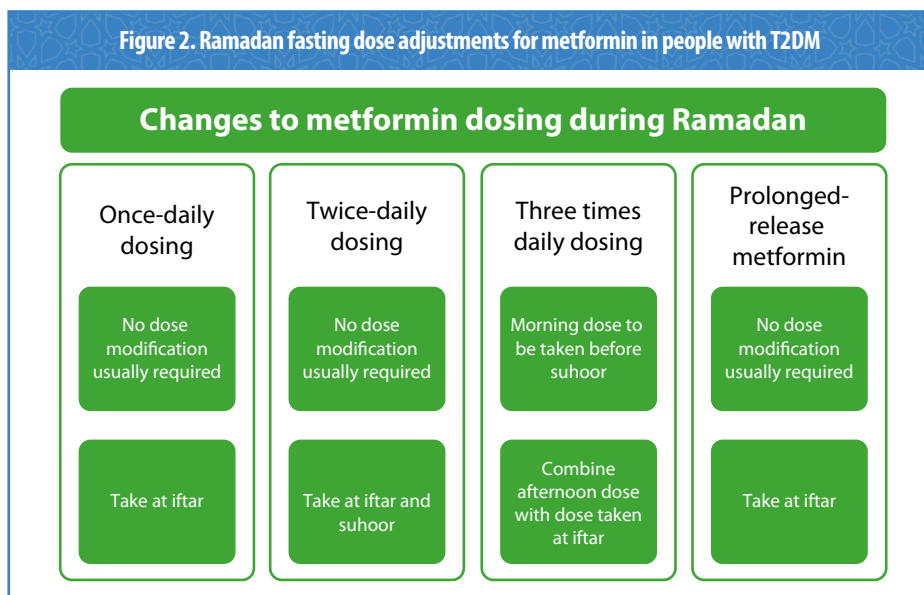 Figure 2. Ramadan fasting dose adjustments for metformin in people with T2DM
Changes to metformin dosing during Ramadan
Once-daily
dosing
No dose
modification
usually required
Take at iftar
Twice-daily
dosing
No dose
modification
usually required
Take at iftar and
suhoor
Three times
daily dosing
Morning dose to
be taken before
suhoor
Combine
afternoon dose
with dose taken
at iftar
Prolonged-
release
metformin
No dose
modification
usually required
Take at iftar